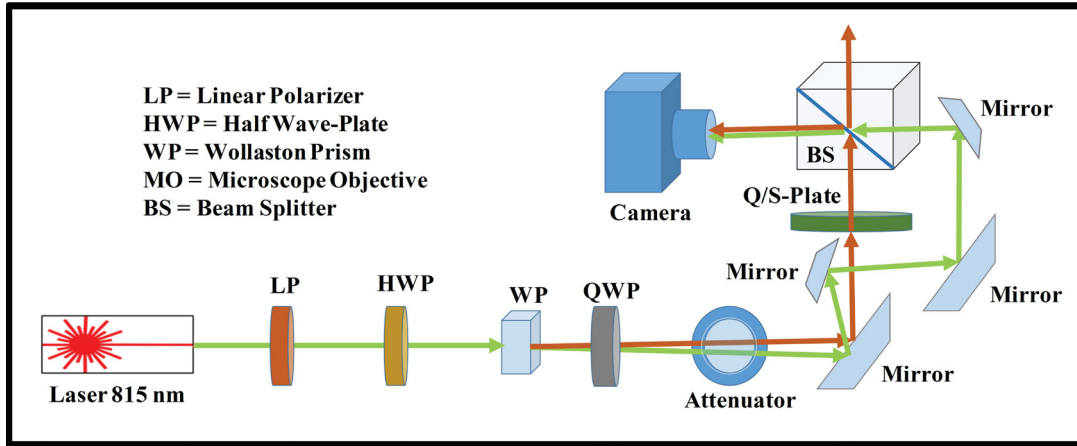 LP = Linear Polarizer
HWP = Half Wave-Plate
WP = Wollaston Prism
MO = Microscope Objective
BS = Beam Splitter
Camera
BS
Mirror
Q/S-Plate
Mirror
Mirror
LP
HWP
WP
QWP
Laser 815 nm
Attenuator
Mirror